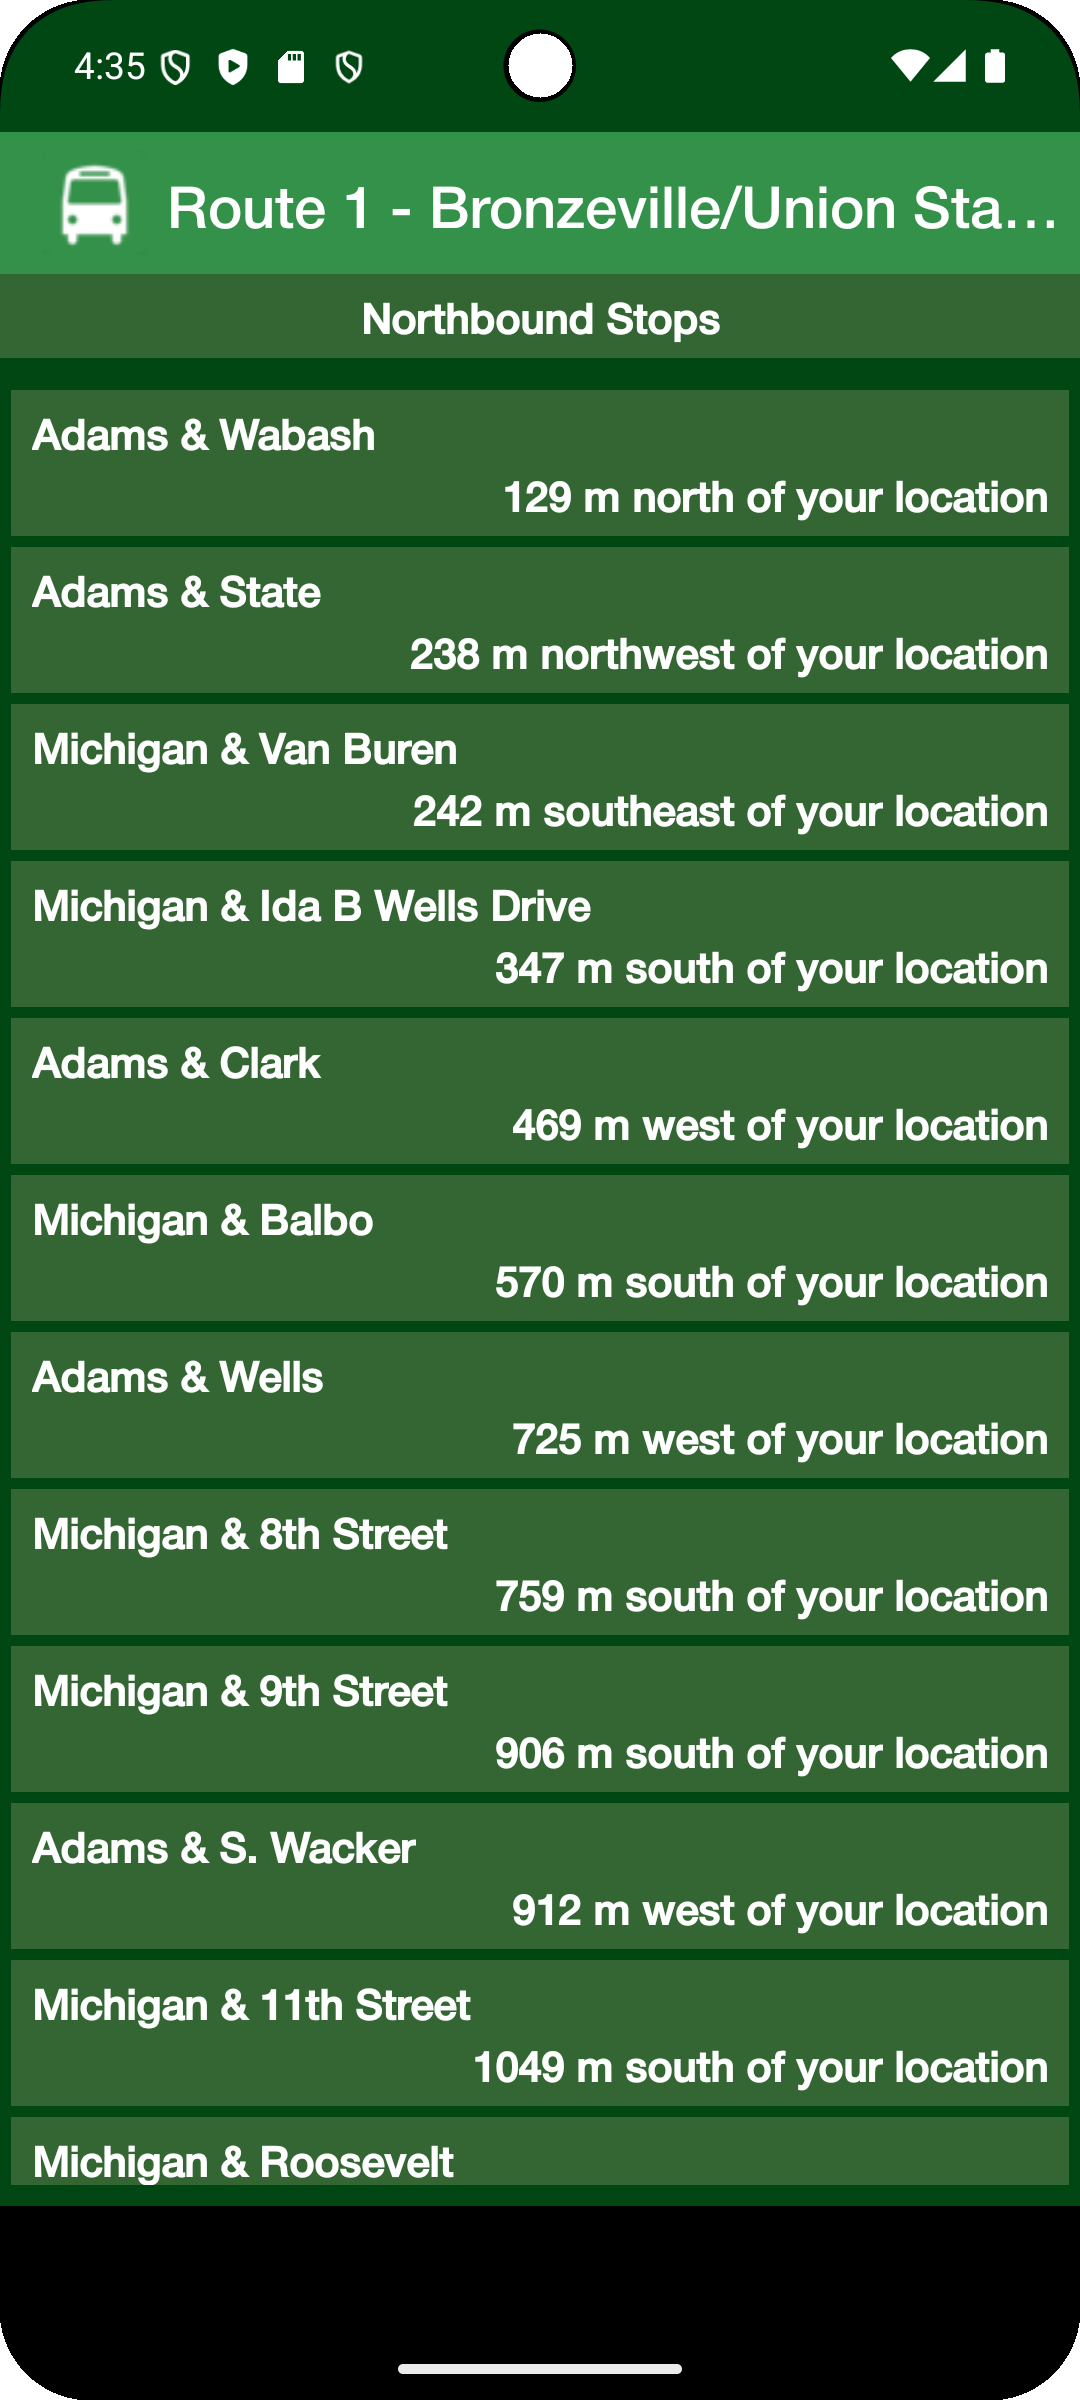 4:35
Route 1 - Bronzeville/Union Sta...
Northbound Stops
Adams & Wabash
129 m north of your location
Adams & State
238 m northwest of your location
Michigan & Van Buren
242 m southeast of your location
Michigan & Ida B Wells Drive
347 m south of your location
Adams & Clark
469 m west of your location
Michigan & Balbo
570 m south of your location
Adams & Wells
725 m west of your location
Michigan & 8th Street
759 m south of your location
Michigan & 9th Street
906 m south of your location
Adams & S. Wacker
912 m west of your location
Michigan & 11th Street
1049 m south of your location
Michigan & Roosevelt